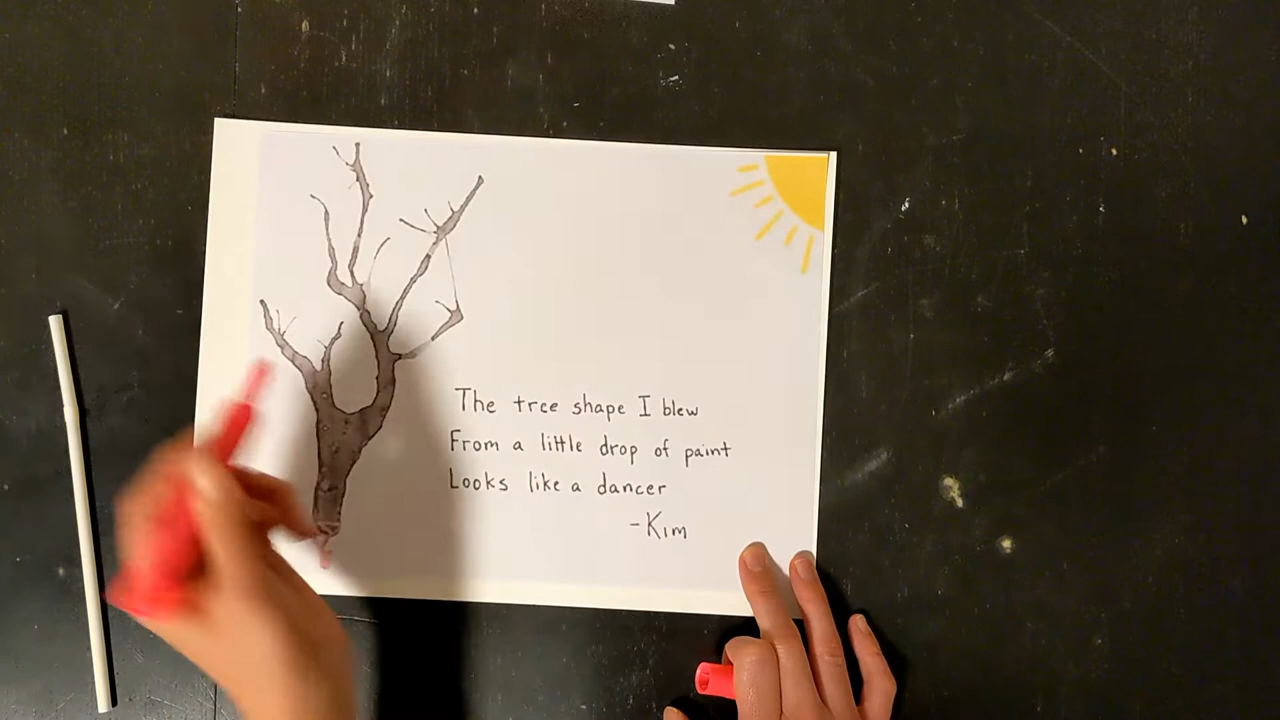 The tree shape I blew
From a little drop of paint
Looks like a dancer
-Kim